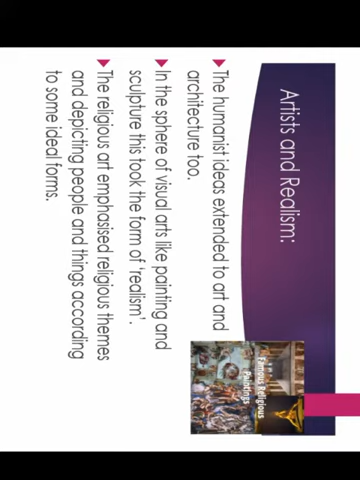 Artists and Realism:
Famous Religious
Paintings
The humanist ideas extended to art and
architecture too.
In the sphere of visual arts like painting and
sculpture this took the form of 'realism'.
The religious art emphasised religious themes
and depicting people and things according
to some ideal forms.